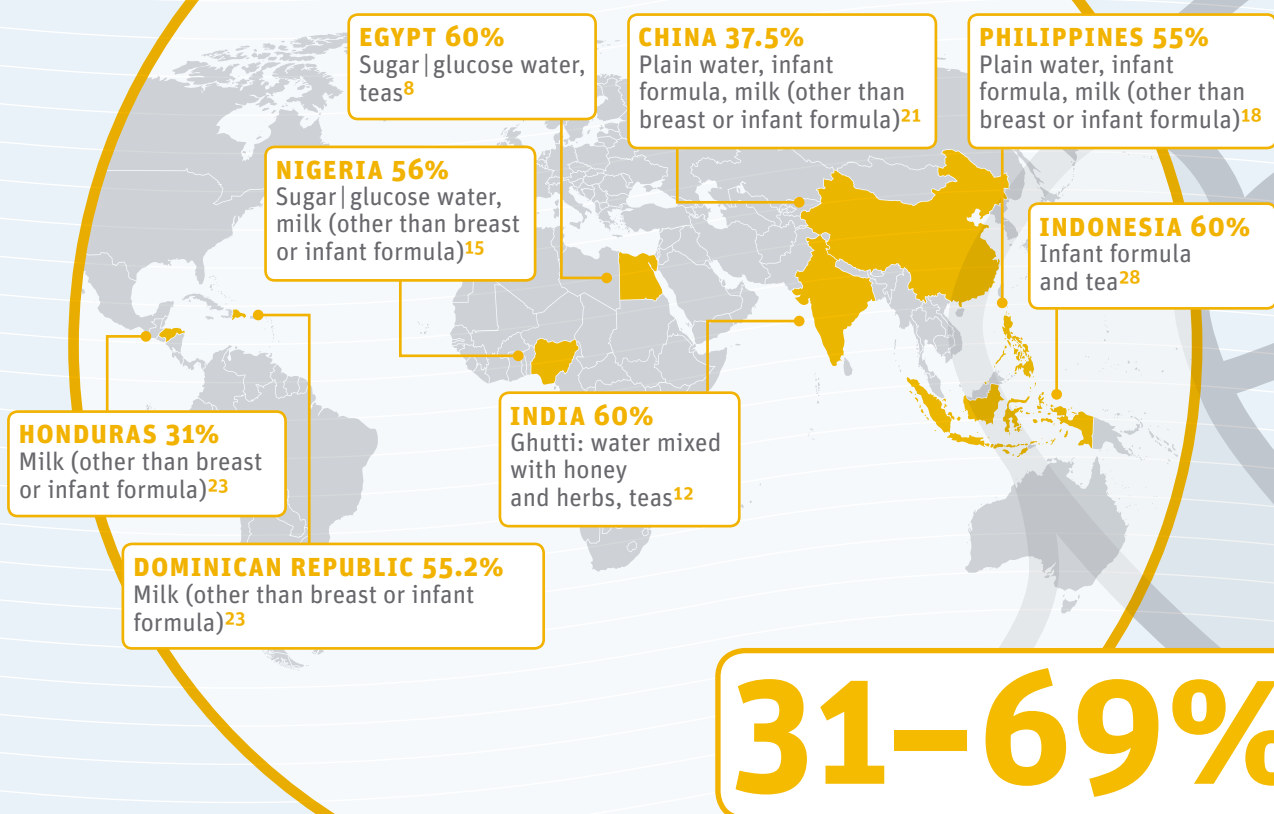 EGYPT 60%
Sugar|glucose water,
teas8
CHINA 37.5%
Plain water, infant
formula, milk (other than
breast or infant formula)21
PHILIPPINES 55%
Plain water, infant
formula, milk (other than
breast or infant formula)18
NIGERIA 56%
Sugar|glucose water,
milk (other than breast
or infant formula)15
INDONESIA 60%
Infant formula
and tea28
HONDURAS 31%
Milk (other than breast
or infant formula)23
INDIA 60%
Ghutti: water mixed
with honey
and herbs, teas12
DOMINICAN REPUBLIC 55.2%
Milk (other than breast or infant
formula)23
31–69%